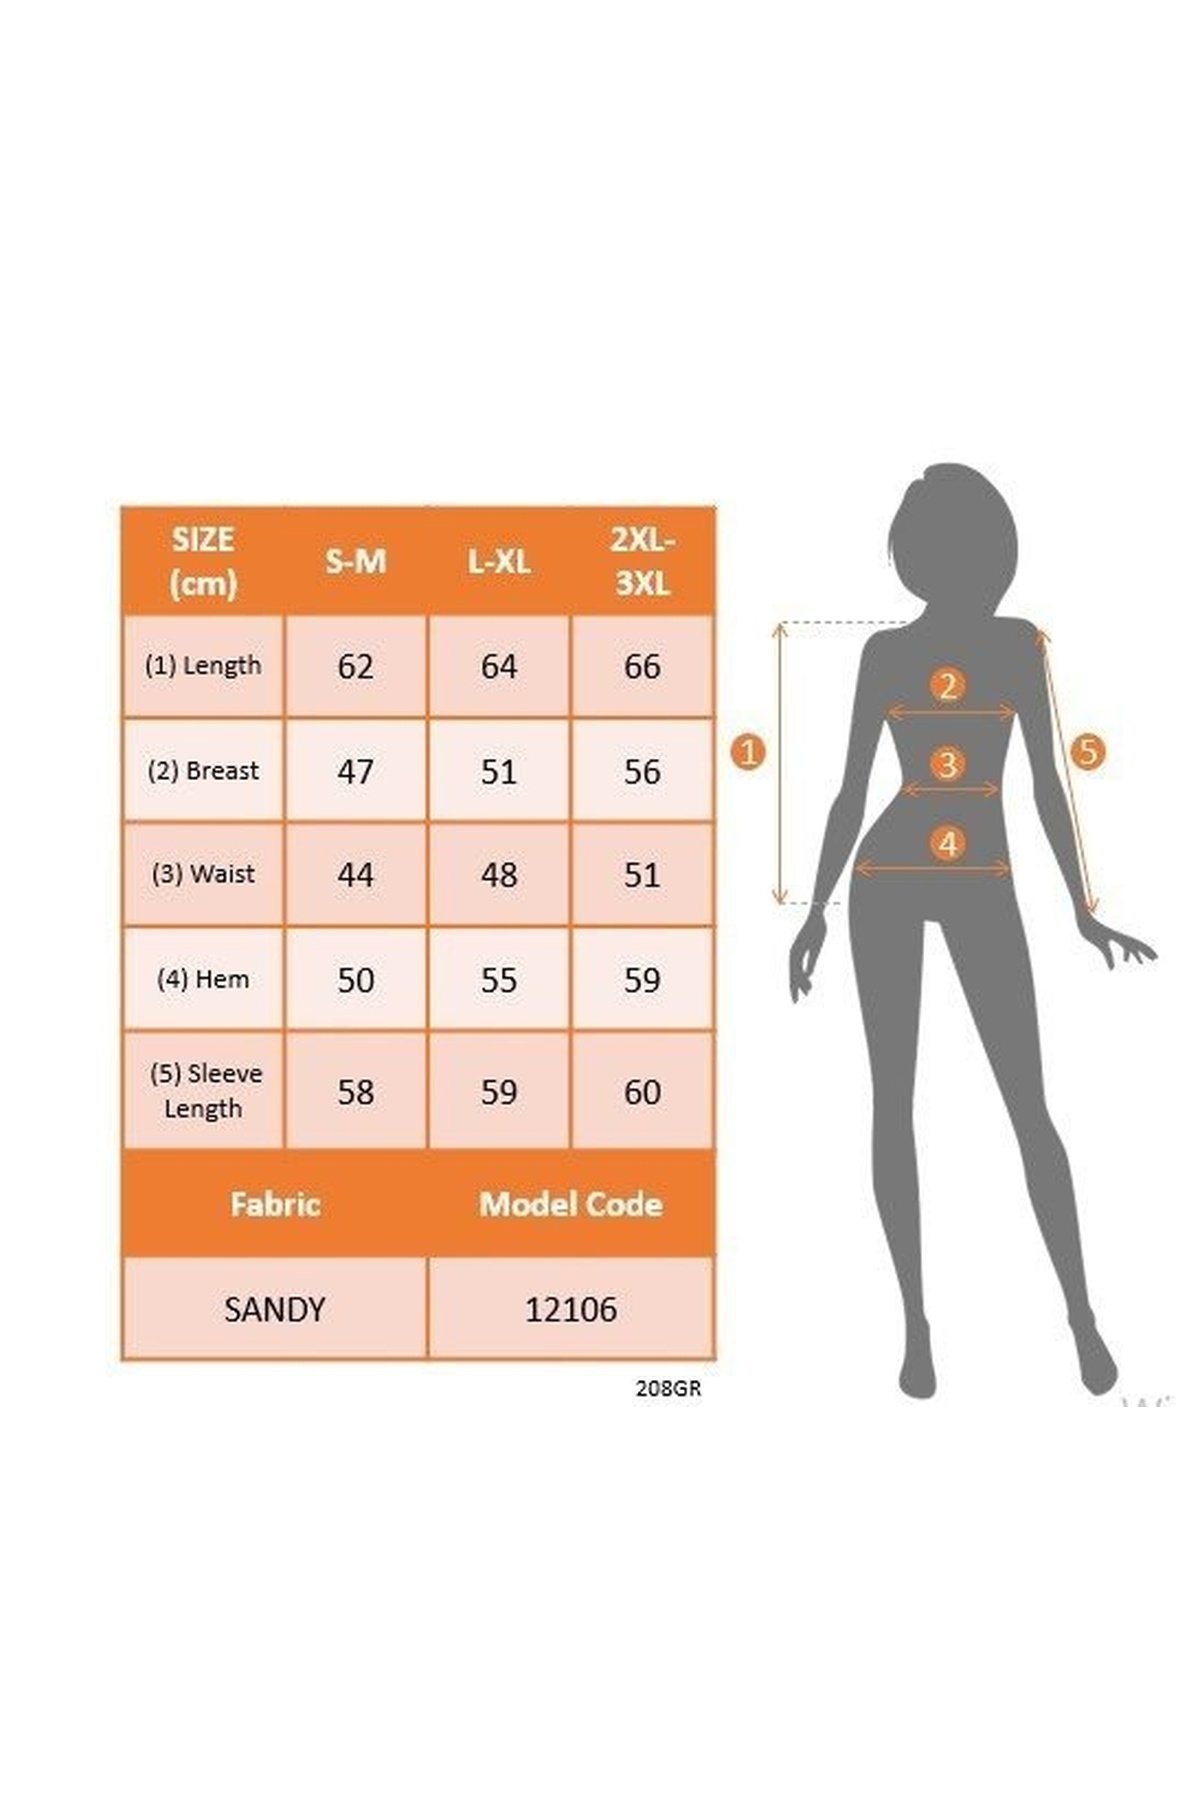 SIZE
(cm)
S-M
L-XL
2XL-
3XL
(1) Length
62
64
66
(2) Breast
47
51
56
(3) Waist
44
48
51
(4) Hem
50
55
59
(5) Sleeve
Length
58
59
60
Fabric
Model Code
SANDY
12106
208GR
1
2
3
4
5